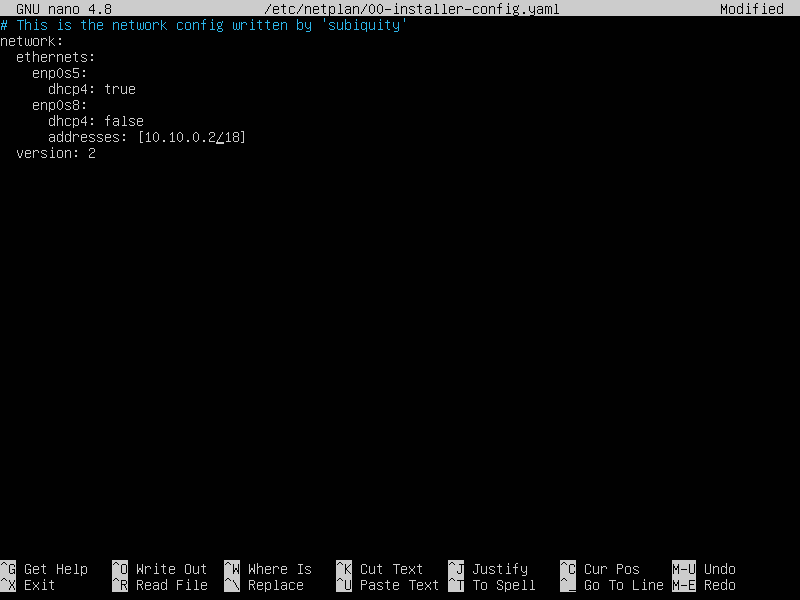 GNU nano 4.8 /etc/netplan/00-installer-config.yaml Modified
# This is the network config written by 'subiquity'
network:
  ethernets:
    enp0s5:
      dhcp4: true
    enp0s8:
      dhcp4: false
      addresses: [10.10.0.2/18]
  version: 2
^G Get Help ^O Write Out ^W Where Is ^K Cut Text ^J Justify ^C Cur Pos M-U Undo
^X Exit ^R Read File ^\ Replace ^U Paste Text ^T To Spell ^_ Go To Line M-E Redo